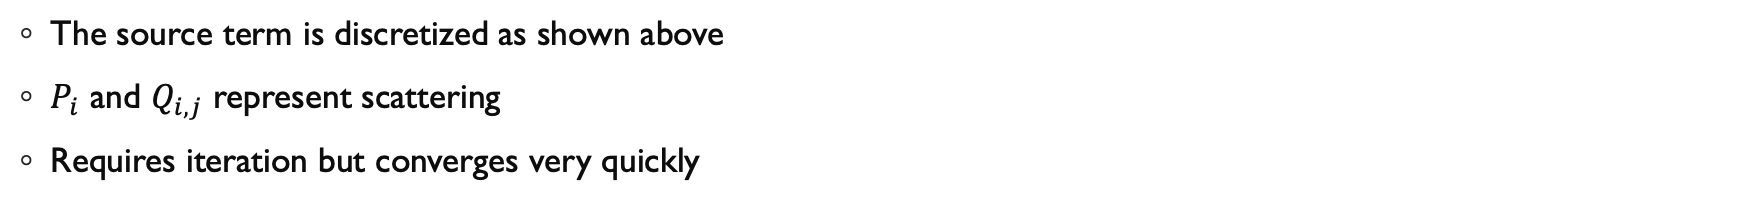 ◦ The source term is discretized as shown above
◦ 𝑃ᵢ and 𝑄ᵢ,ⱼ represent scattering
◦ Requires iteration but converges very quickly